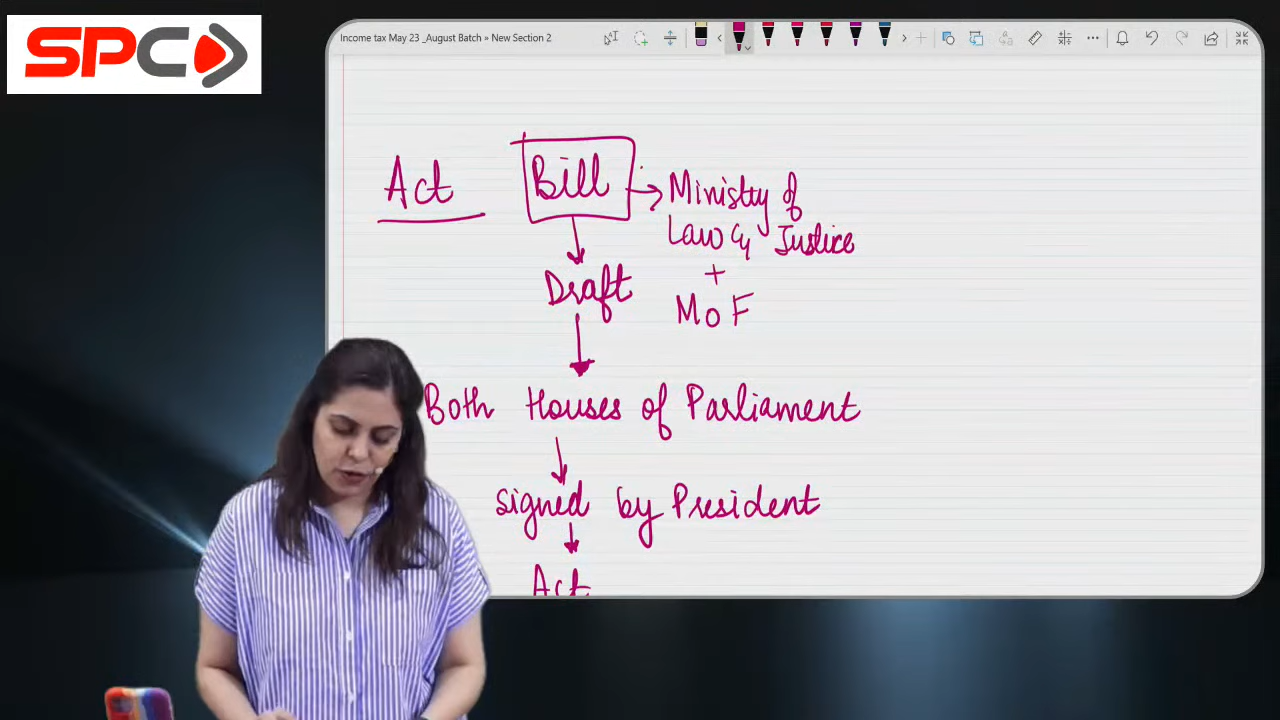 SPC
Income tax May 23 _August Batch » New Section 2
Act
Bill
Ministry of
Law & Justice
+
MoF
Draft
Both Houses of Parliament
signed by President
Act